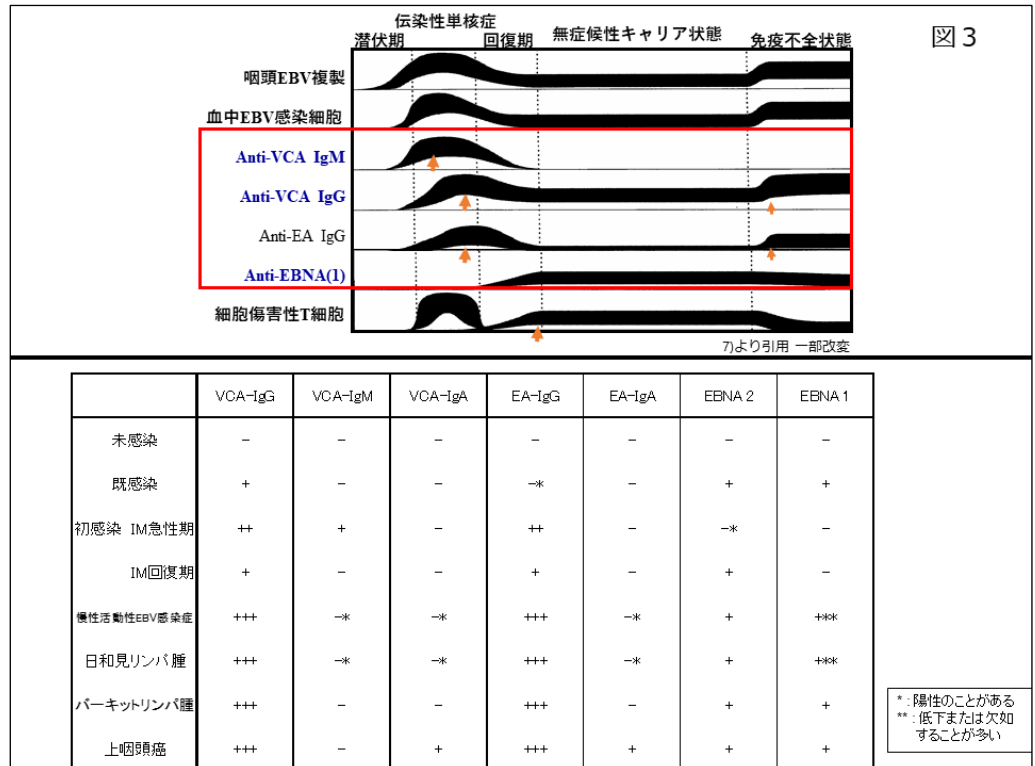 図3
伝染性単核症
潜伏期 回復期 無症候性キャリア状態 免疫不全状態
咽頭EBV複製
血中EBV感染細胞
Anti-VCA IgM
Anti-VCA IgG
Anti-EA IgG
Anti-EBNA(1)
細胞傷害性T細胞
7)より引用 一部改変
VCA-IgG VCA-IgM VCA-IgA EA-IgG EA-IgA EBNA2 EBNA1
未感染 - - - - - - -
既感染 + - - -* - + +
初感染 IM急性期 ++ + - ++ - -* -
IM回復期 + - - + - + -
慢性活動性EBV感染症 +++ -* -* +++ -* + +**
日和見リンパ腫 +++ -* -* +++ -* + +**
バーキットリンパ腫 +++ - - +++ - + +
上咽頭癌 +++ - + +++ + + +
*:陽性のことがある
**:低下または欠如
することが多い